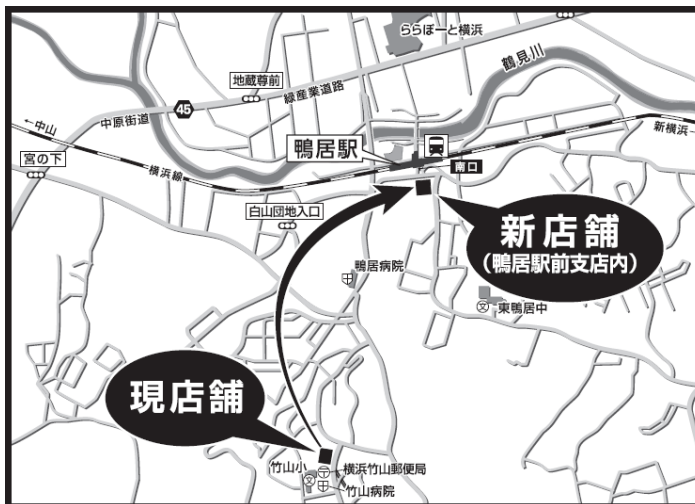 ららぽーと横浜
鶴見川
地蔵尊前
緑産業道路
45
中原街道
←中山
新横浜→
鴨居駅
宮の下
横浜線
南口
白山団地入口
新店舗
(鴨居駅前支店内)
鴨居病院
文
東鴨居中
現店舗
竹山小
〒
横浜竹山郵便局
文
竹山病院